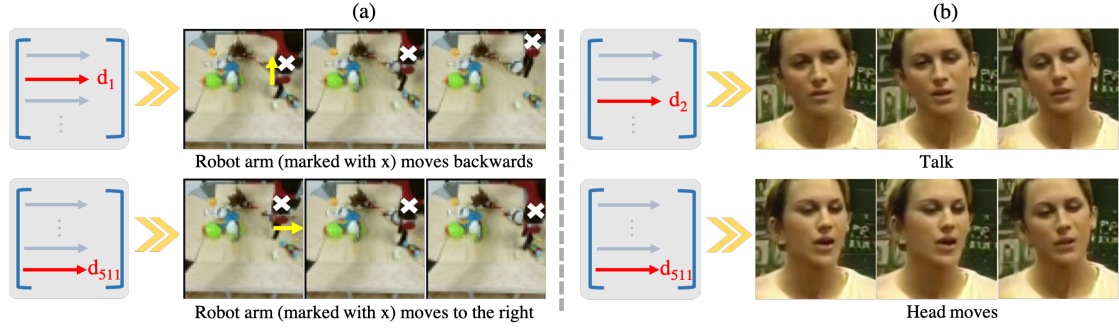 (a)
(b)
d1
d2
Robot arm (marked with x) moves backwards
Talk
d511
d511
Robot arm (marked with x) moves to the right
Head moves